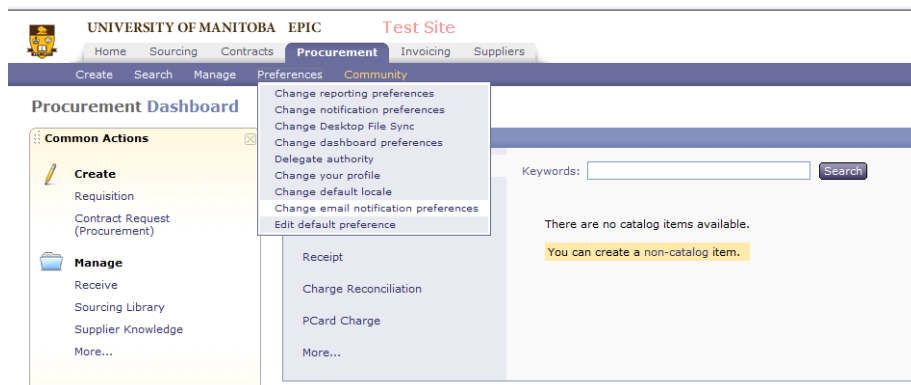 UNIVERSITY OF MANITOBA EPIC Test Site
Home Sourcing Contracts Procurement Invoicing Suppliers
Create Search Manage Preferences Community
Procurement Dashboard
Change reporting preferences
Change notification preferences
Change Desktop File Sync
Change dashboard preferences
Delegate authority
Change your profile
Change default locale
Change email notification preferences
Edit default preference
Common Actions
Create
Requisition
Contract Request
(Procurement)
Manage
Receive
Sourcing Library
Supplier Knowledge
More...
Receipt
Charge Reconciliation
PCard Charge
More...
Keywords: Search
There are no catalog items available.
You can create a non-catalog item.